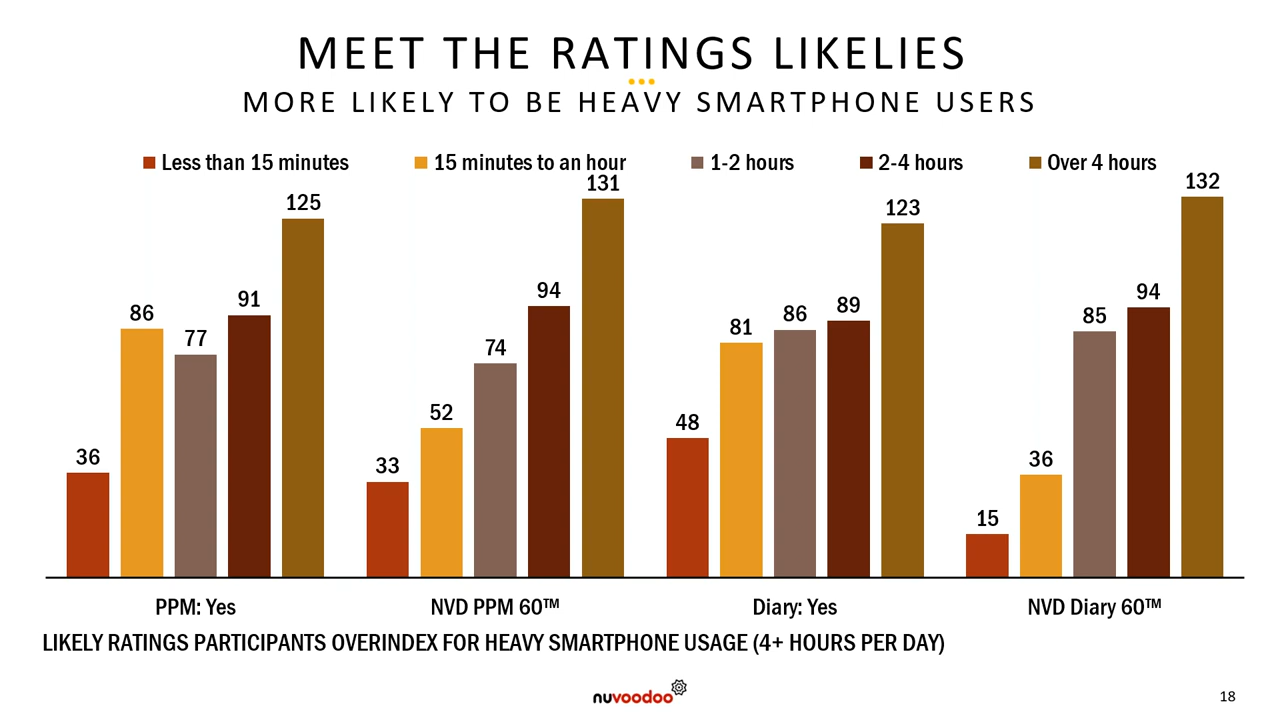 MEET THE RATINGS LIKELIES
MORE LIKELY TO BE HEAVY SMARTPHONE USERS
Less than 15 minutes 15 minutes to an hour 1-2 hours 2-4 hours Over 4 hours
36 86 77 91 125
33 52 74 94 131
48 81 86 89 123
15 36 85 94 132
PPM: Yes NVD PPM 60™ Diary: Yes NVD Diary 60™
LIKELY RATINGS PARTICIPANTS OVERINDEX FOR HEAVY SMARTPHONE USAGE (4+ HOURS PER DAY)
nuvoodoo
18